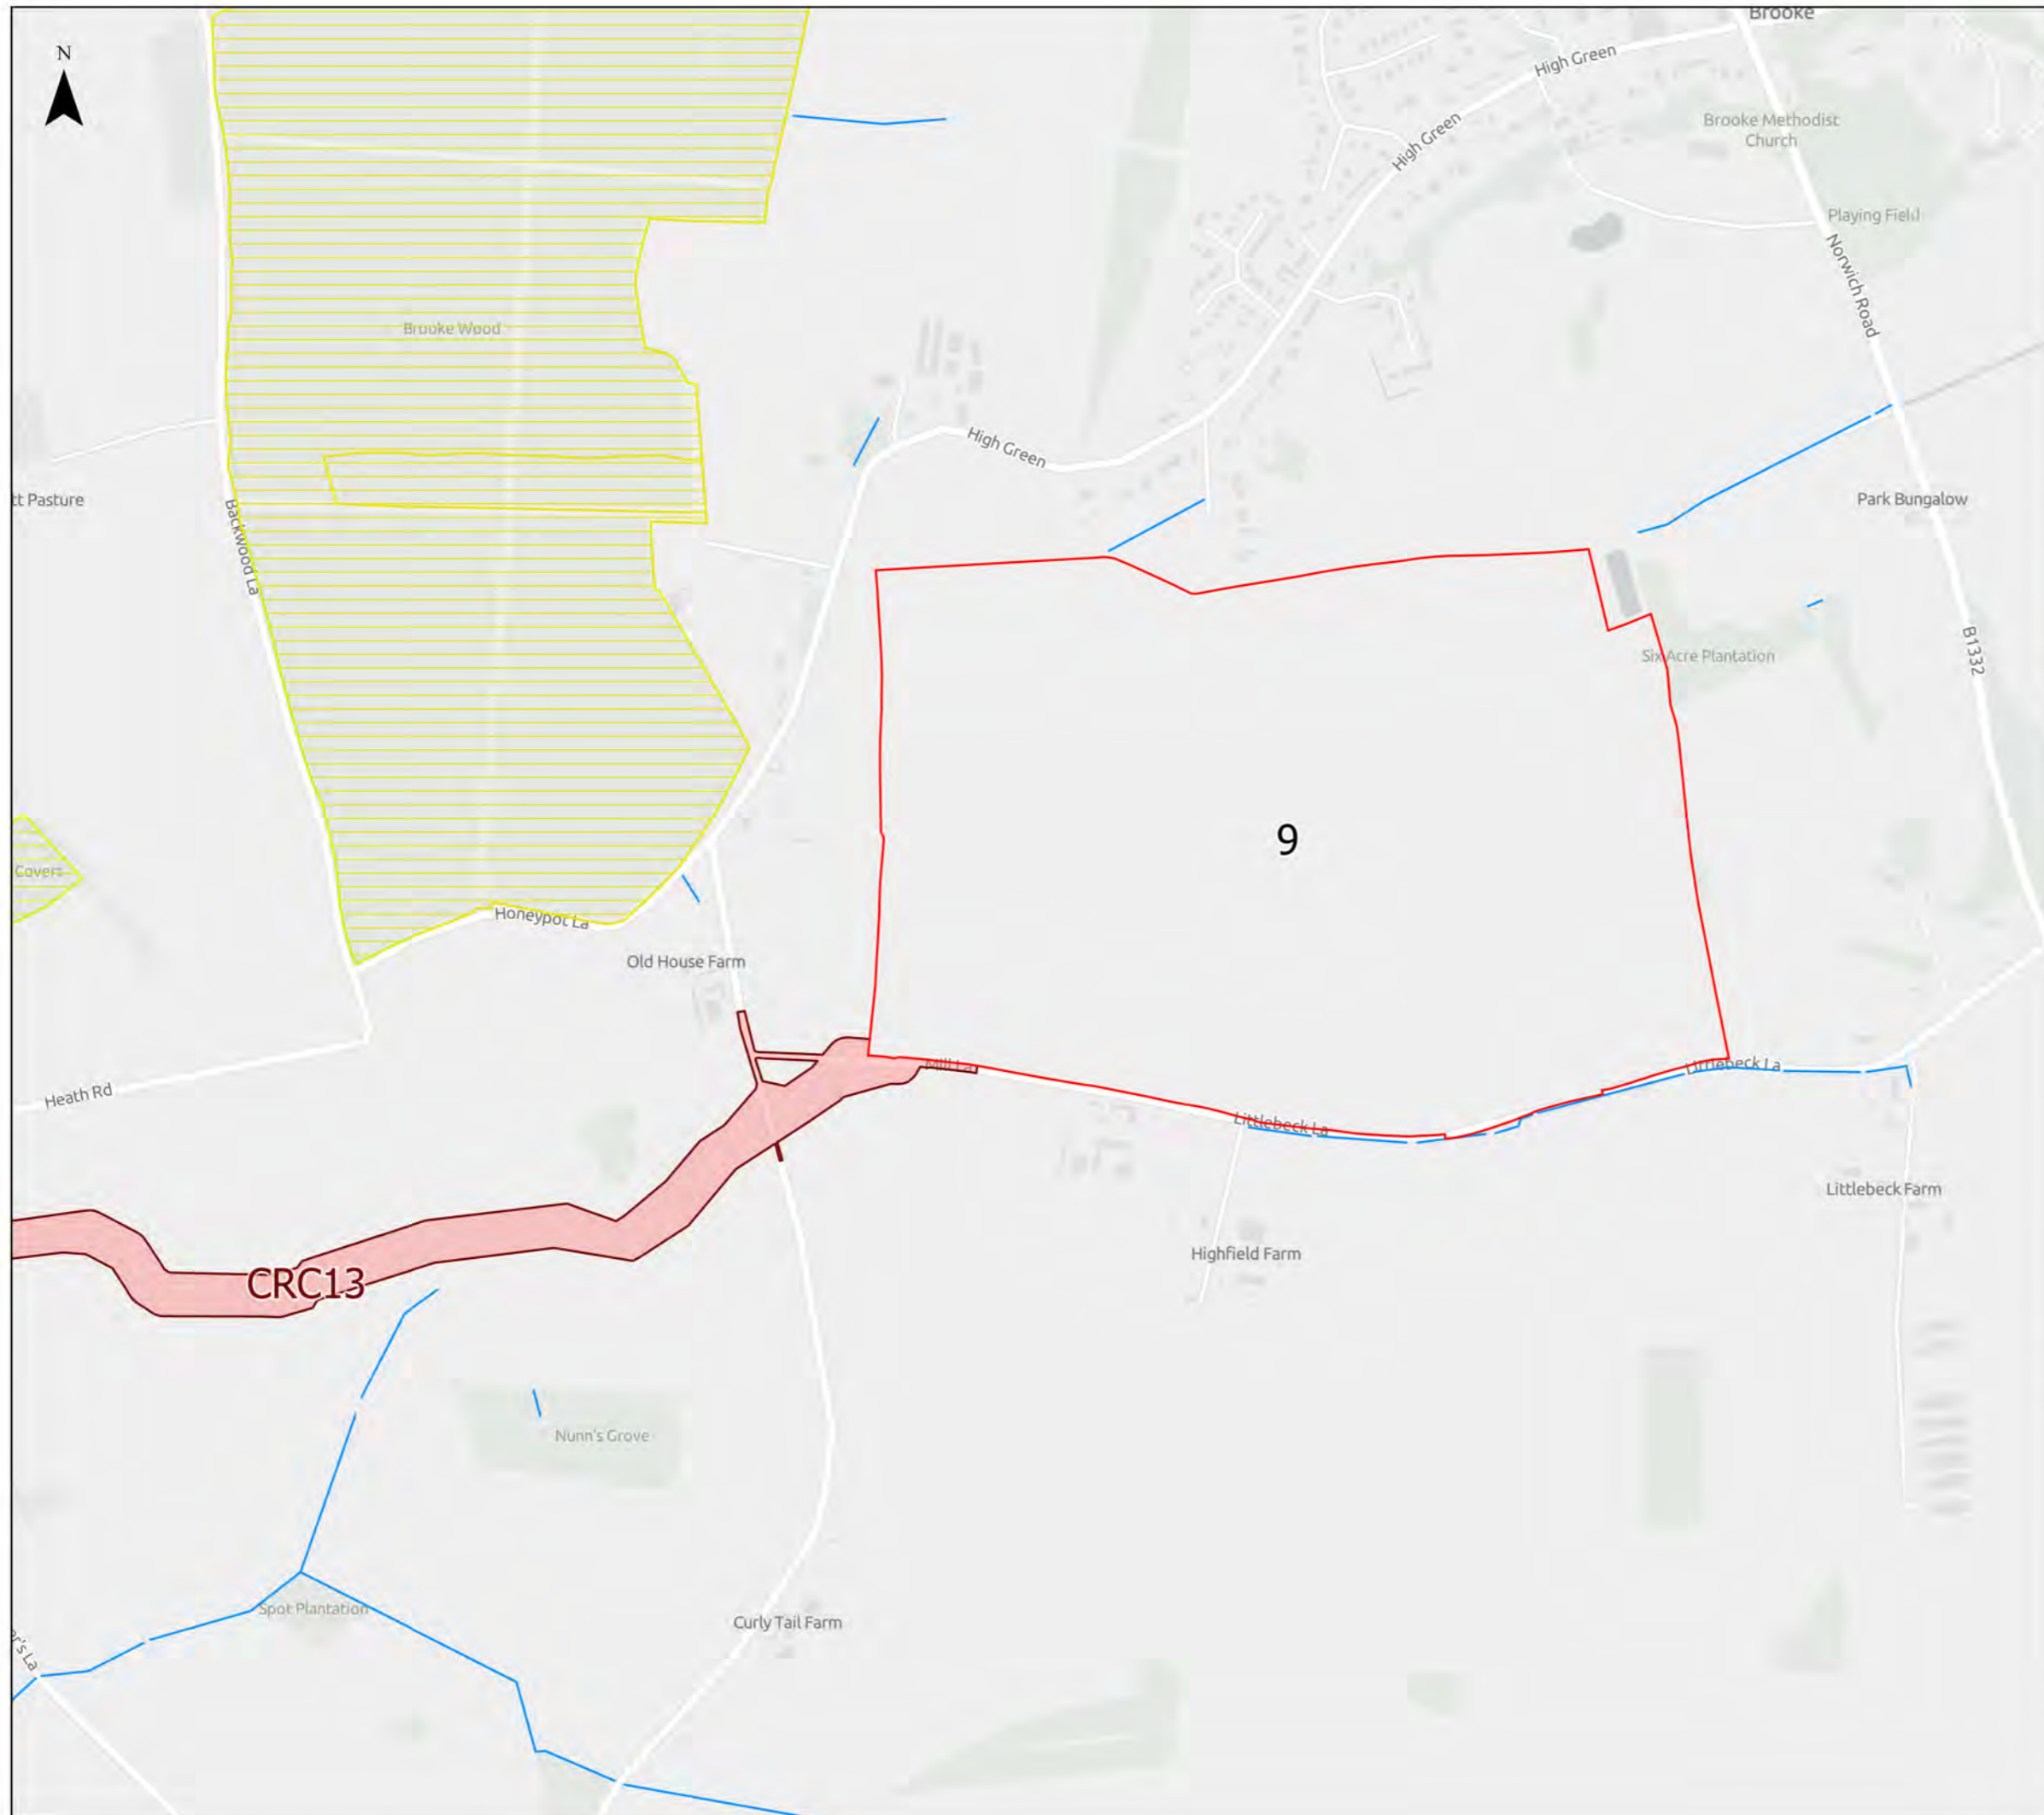 Brooke
N
High Green
High Green
Brooke Methodist
Church
Playing Field
Norwich Road
Brooke Wood
High Green
tt Pasture
Backwood La
Park Bungalow
B1332
Six Acre Plantation
9
Covert
Honeypot La
Old House Farm
Mill La
Littlebeck La
Heath Rd
Littlebeck La
Littlebeck Farm
Highfield Farm
CRC13
Nunn's Grove
Spot Plantation
Curly Tail Farm
er's La